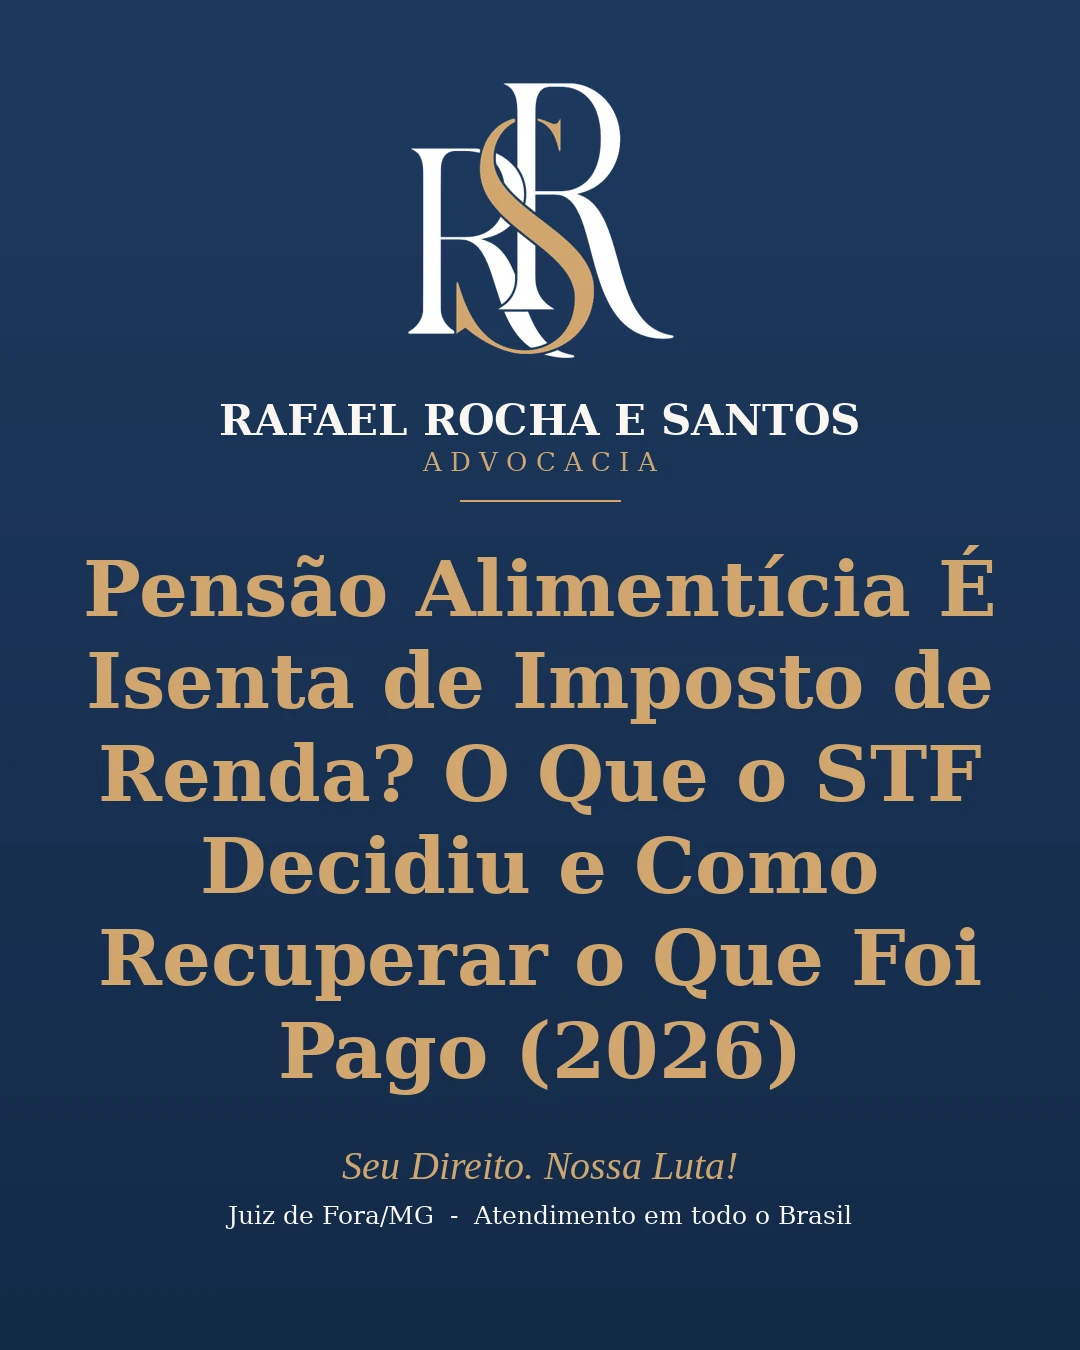 RSR
RAFAEL ROCHA E SANTOS
ADVOCACIA
Pensão Alimentícia É
Isenta de Imposto de
Renda? O Que o STF
Decidiu e Como
Recuperar o Que Foi
Pago (2026)
Seu Direito. Nossa Luta!
Juiz de Fora/MG - Atendimento em todo o Brasil